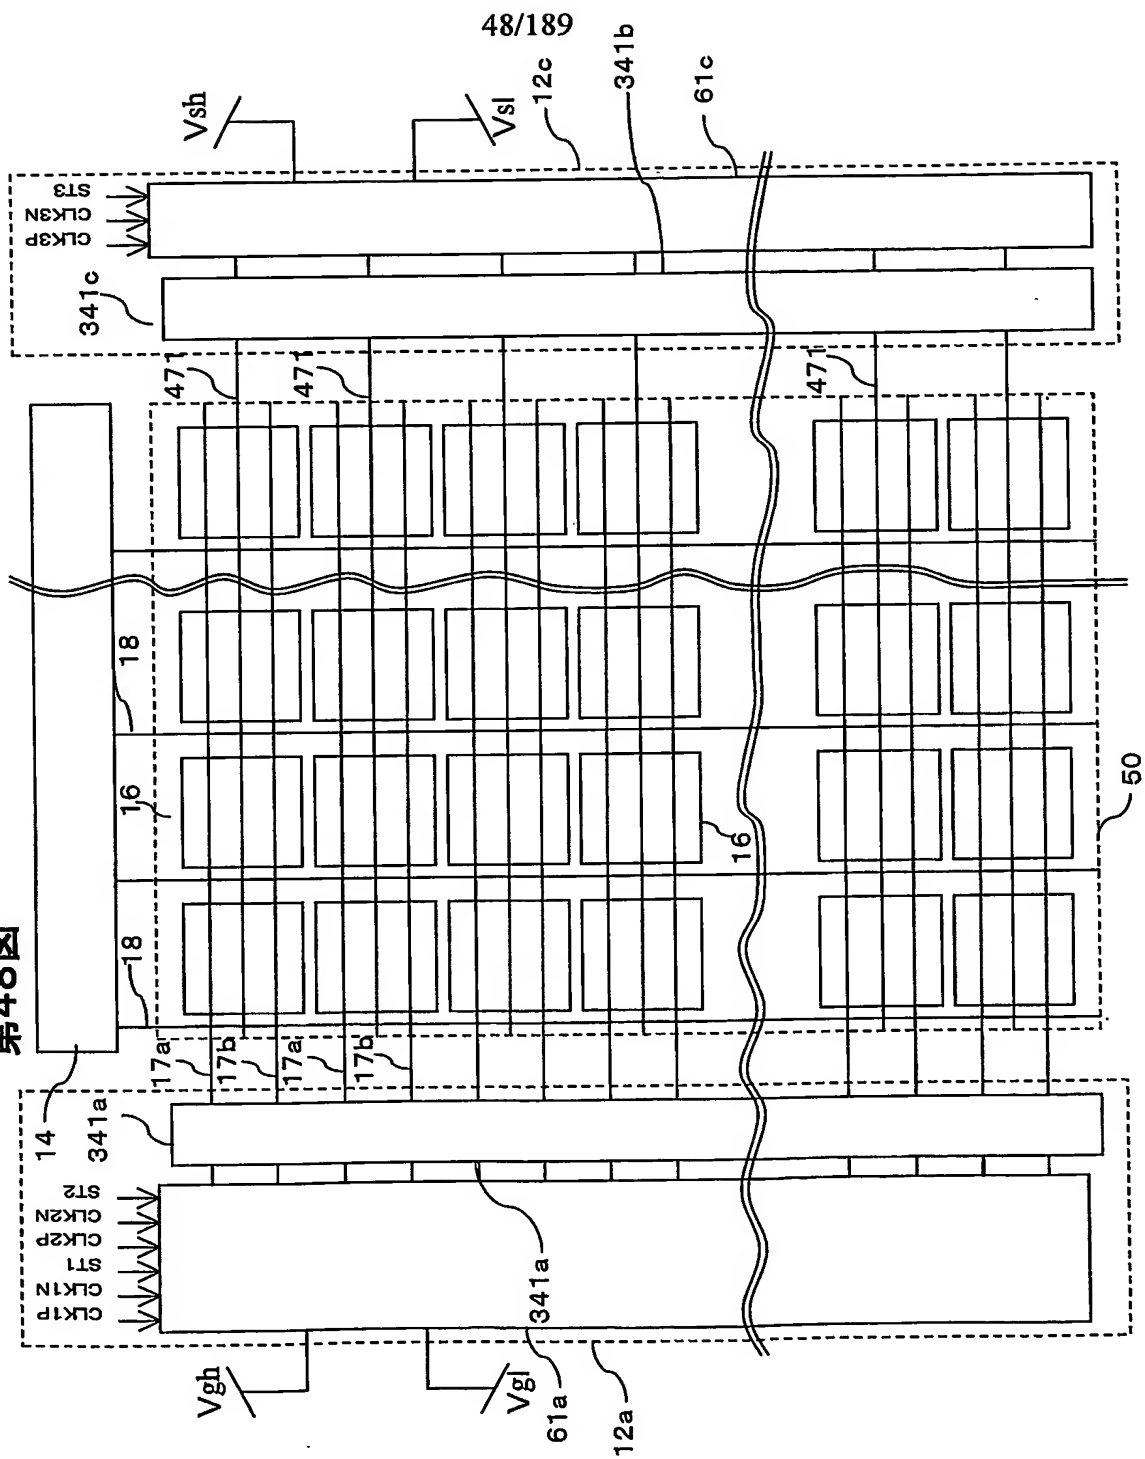 48/189
第48図
14
18
16
18
16
50
341a
17a
17b
17a
17b
341a
61a
12a
CLK1P
CLK1N
ST1
CLK2P
CLK2N
ST2
Vgh
Vgl
471
471
471
341c
CLK3P
CLK3N
ST3
Vsh
Vsl
12c
341b
61c